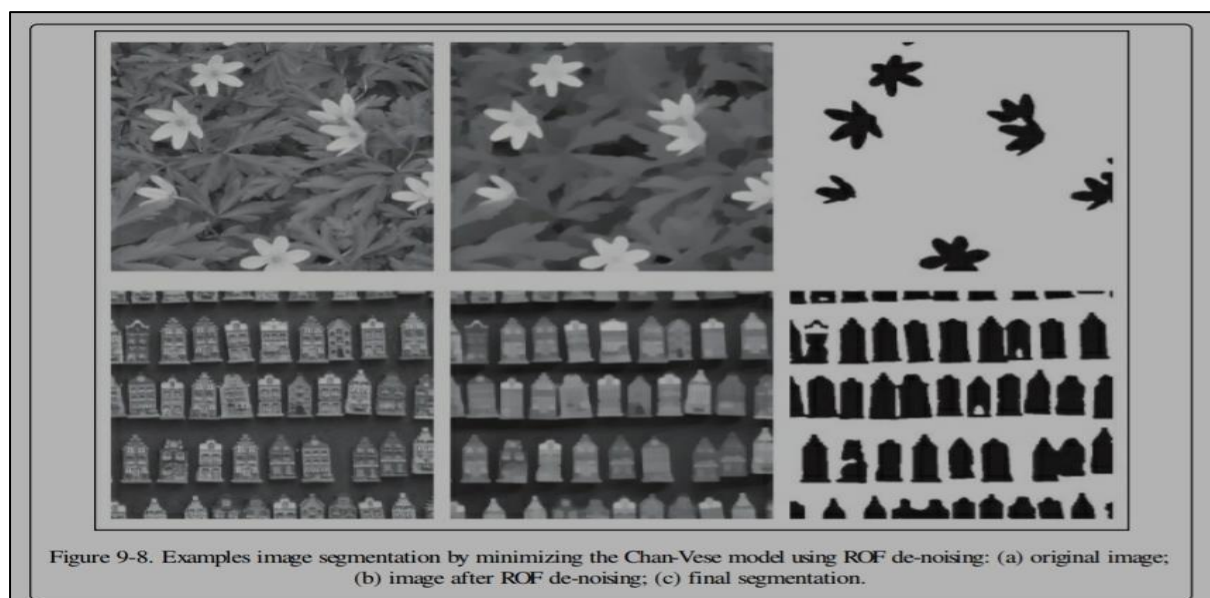 Figure 9-8. Examples image segmentation by minimizing the Chan-Vese model using ROF de-noising: (a) original image;
(b) image after ROF de-noising; (c) final segmentation.